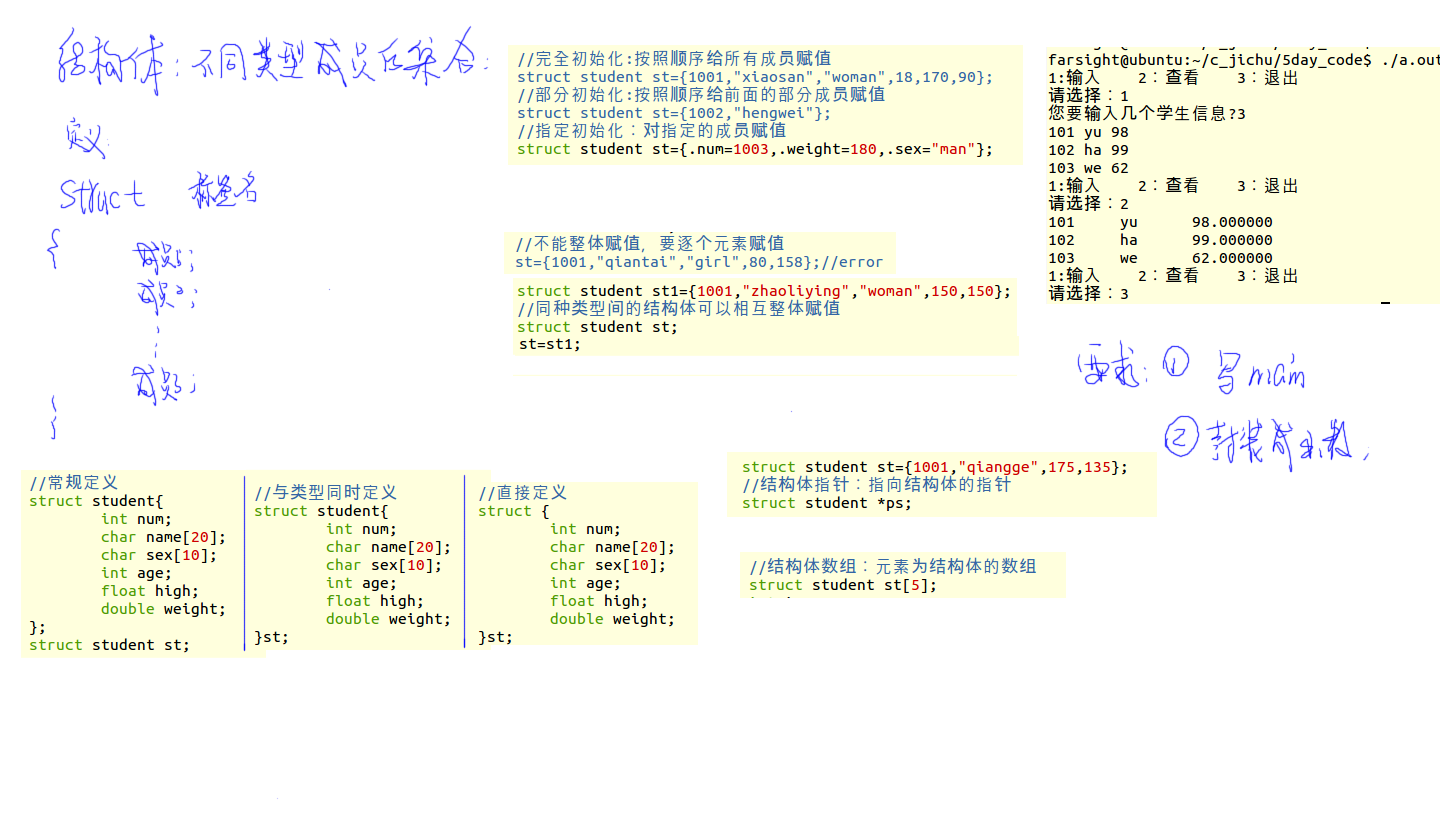 结构体：不同类型成员的集合；
定义
struct 标签名
{
成员1;
成员2;
成员3;
}
//常规定义
struct student{
int num;
char name[20];
char sex[10];
int age;
float high;
double weight;
};
struct student st;
//与类型同时定义
struct student{
int num;
char name[20];
char sex[10];
int age;
float high;
double weight;
}st;
//直接定义
struct {
int num;
char name[20];
char sex[10];
int age;
float high;
double weight;
}st;
//完全初始化:按照顺序给所有成员赋值
struct student st={1001,"xiaosan","woman",18,170,90};
//部分初始化:按照顺序给前面的部分成员赋值
struct student st={1002,"hengwei"};
//指定初始化：对指定的成员赋值
struct student st={.num=1003,.weight=180,.sex="man"};
//不能整体赋值，要逐个元素赋值
st={1001,"qiantai","girl",80,158};//error
struct student st1={1001,"zhaoliying","woman",150,150};
//同种类型间的结构体可以相互整体赋值
struct student st;
st=st1;
struct student st={1001,"qiangge",175,135};
//结构体指针：指向结构体的指针
struct student *ps;
//结构体数组：元素为结构体的数组
struct student st[5];
farsight@ubuntu:~/c_jichu/5day_code$ ./a.out
1:输入 2：查看 3：退出
请选择：1
您要输入几个学生信息?3
101 yu 98
102 ha 99
103 we 62
1:输入 2：查看 3：退出
请选择：2
101 yu 98.000000
102 ha 99.000000
103 we 62.000000
1:输入 2：查看 3：退出
请选择：3
要求：① 写main
② 封装成函数，